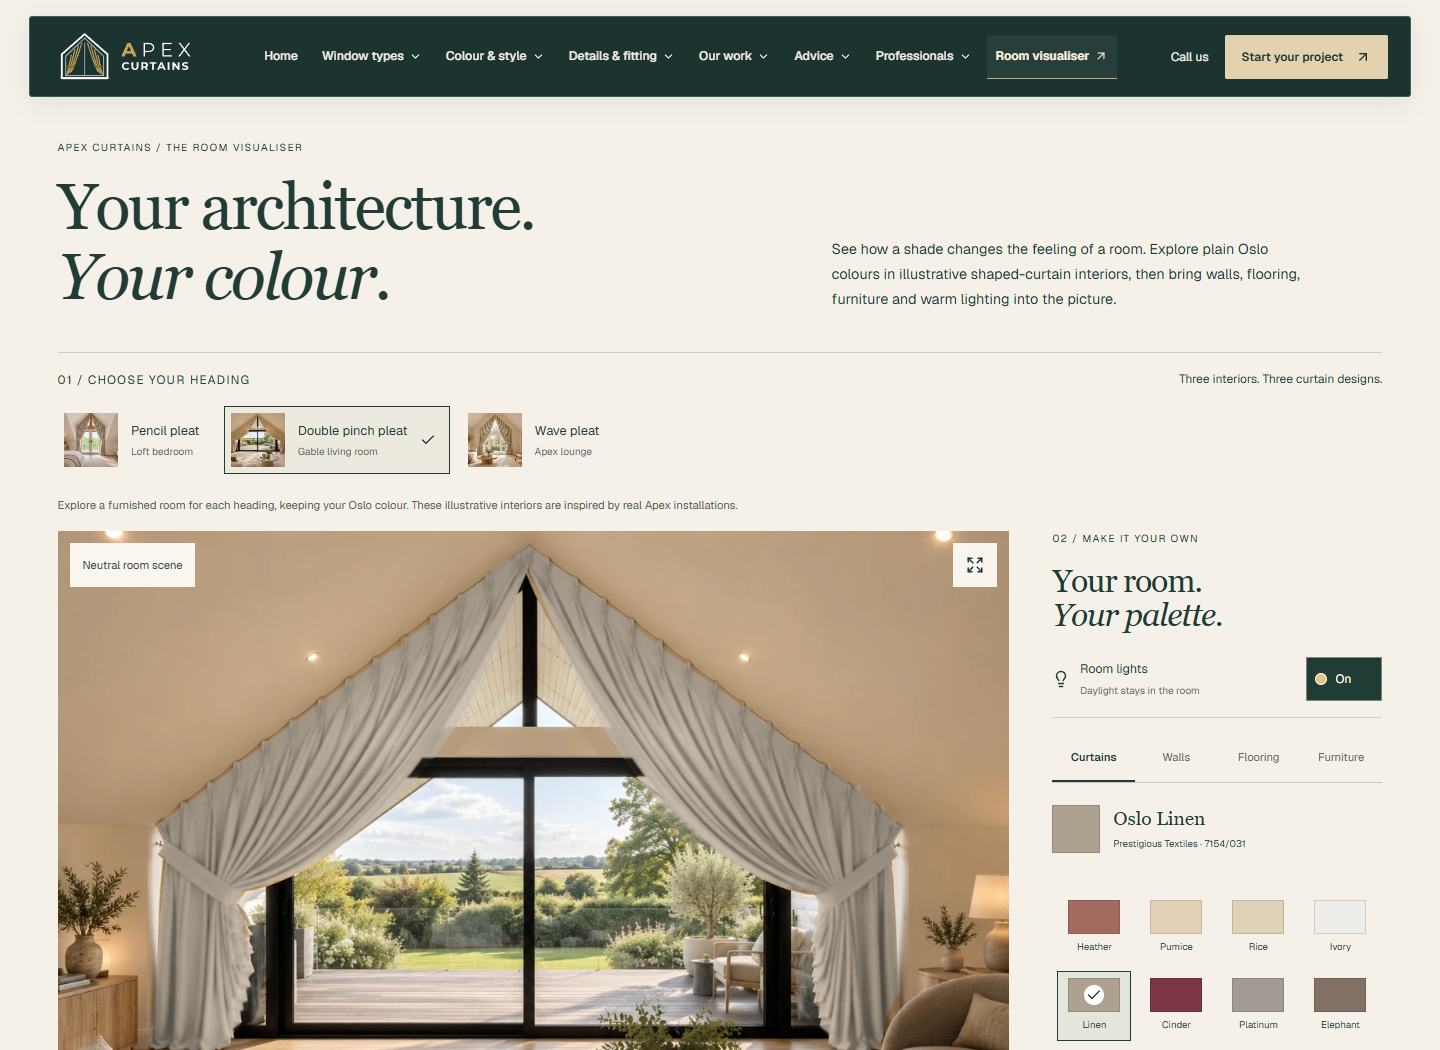 APEX
CURTAINS
Home
Window types
Colour & style
Details & fitting
Our work
Advice
Professionals
Room visualiser
Call us
Start your project
APEX CURTAINS / THE ROOM VISUALISER
Your architecture.
Your colour.
See how a shade changes the feeling of a room. Explore plain Oslo
colours in illustrative shaped-curtain interiors, then bring walls, flooring,
furniture and warm lighting into the picture.
01 / CHOOSE YOUR HEADING
Three interiors. Three curtain designs.
Pencil pleat
Loft bedroom
Double pinch pleat
Gable living room
Wave pleat
Apex lounge
Explore a furnished room for each heading, keeping your Oslo colour. These illustrative interiors are inspired by real Apex installations.
Neutral room scene
02 / MAKE IT YOUR OWN
Your room.
Your palette.
Room lights
Daylight stays in the room
On
Curtains
Walls
Flooring
Furniture
Oslo Linen
Prestigious Textiles · 7154/031
Heather
Pumice
Rice
Ivory
Linen
Cinder
Platinum
Elephant